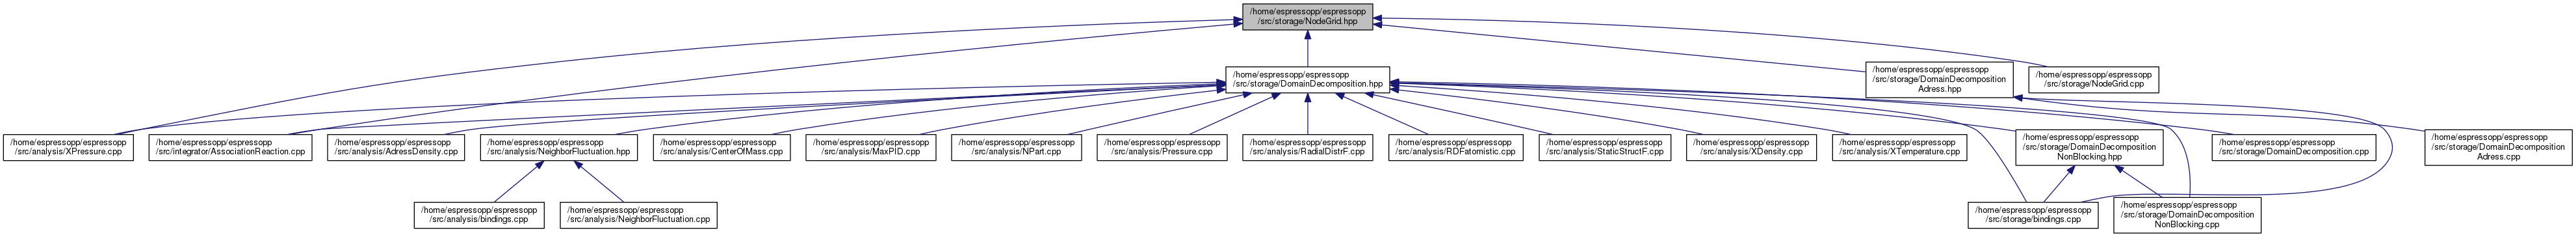 /home/espressopp/espressopp
/src/storage/NodeGrid.hpp
/home/espressopp/espressopp
/src/storage/DomainDecomposition.hpp
/home/espressopp/espressopp
/src/storage/DomainDecomposition
Adress.hpp
/home/espressopp/espressopp
/src/storage/NodeGrid.cpp
/home/espressopp/espressopp
/src/analysis/XPressure.cpp
/home/espressopp/espressopp
/src/integrator/AssociationReaction.cpp
/home/espressopp/espressopp
/src/analysis/AdressDensity.cpp
/home/espressopp/espressopp
/src/analysis/NeighborFluctuation.hpp
/home/espressopp/espressopp
/src/analysis/CenterOfMass.cpp
/home/espressopp/espressopp
/src/analysis/MaxPID.cpp
/home/espressopp/espressopp
/src/analysis/NPart.cpp
/home/espressopp/espressopp
/src/analysis/Pressure.cpp
/home/espressopp/espressopp
/src/analysis/RadialDistrF.cpp
/home/espressopp/espressopp
/src/analysis/RDFatomistic.cpp
/home/espressopp/espressopp
/src/analysis/StaticStructF.cpp
/home/espressopp/espressopp
/src/analysis/XDensity.cpp
/home/espressopp/espressopp
/src/analysis/XTemperature.cpp
/home/espressopp/espressopp
/src/storage/DomainDecomposition
NonBlocking.hpp
/home/espressopp/espressopp
/src/storage/DomainDecomposition.cpp
/home/espressopp/espressopp
/src/storage/DomainDecomposition
Adress.cpp
/home/espressopp/espressopp
/src/analysis/bindings.cpp
/home/espressopp/espressopp
/src/analysis/NeighborFluctuation.cpp
/home/espressopp/espressopp
/src/storage/bindings.cpp
/home/espressopp/espressopp
/src/storage/DomainDecomposition
NonBlocking.cpp